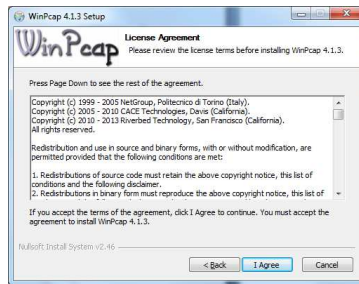 WinPcap 4.1.3 Setup
WinPcap
License Agreement
Please review the license terms before installing WinPcap 4.1.3.
Press Page Down to see the rest of the agreement.
Copyright (c) 1999 - 2005 NetGroup, Politecnico di Torino (Italy).
Copyright (c) 2005 - 2010 CACE Technologies, Davis (California).
Copyright (c) 2010 - 2013 Riverbed Technology, San Francisco (California).
All rights reserved.
Redistribution and use in source and binary forms, with or without modification, are
permitted provided that the following conditions are met:
1. Redistributions of source code must retain the above copyright notice, this list of
conditions and the following disclaimer.
2. Redistributions in binary form must reproduce the above copyright notice, this list of
If you accept the terms of the agreement, click I Agree to continue. You must accept the
agreement to install WinPcap 4.1.3.
Nullsoft Install System v2.46
< Back
I Agree
Cancel